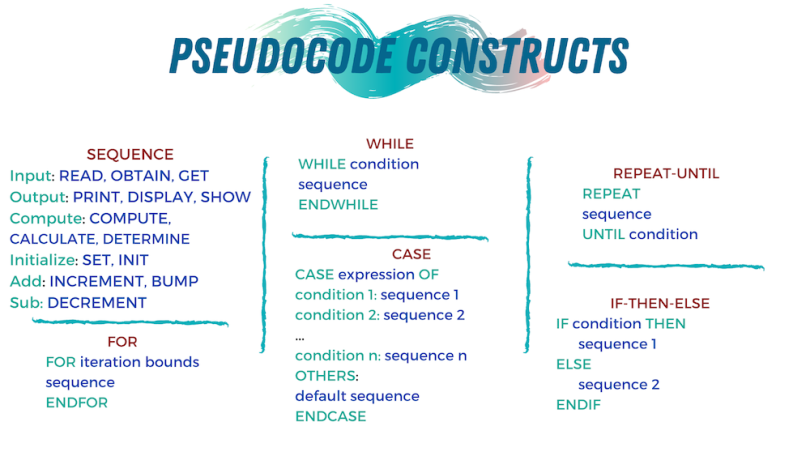 PSEUDOCODE CONSTRUCTS
SEQUENCE
Input: READ, OBTAIN, GET
Output: PRINT, DISPLAY, SHOW
Compute: COMPUTE,
CALCULATE, DETERMINE
Initialize: SET, INIT
Add: INCREMENT, BUMP
Sub: DECREMENT
FOR
FOR iteration bounds
sequence
ENDFOR
WHILE
WHILE condition
sequence
ENDWHILE
CASE
CASE expression OF
condition 1: sequence 1
condition 2: sequence 2
...
condition n: sequence n
OTHERS:
default sequence
ENDCASE
REPEAT-UNTIL
REPEAT
sequence
UNTIL condition
IF-THEN-ELSE
IF condition THEN
sequence 1
ELSE
sequence 2
ENDIF